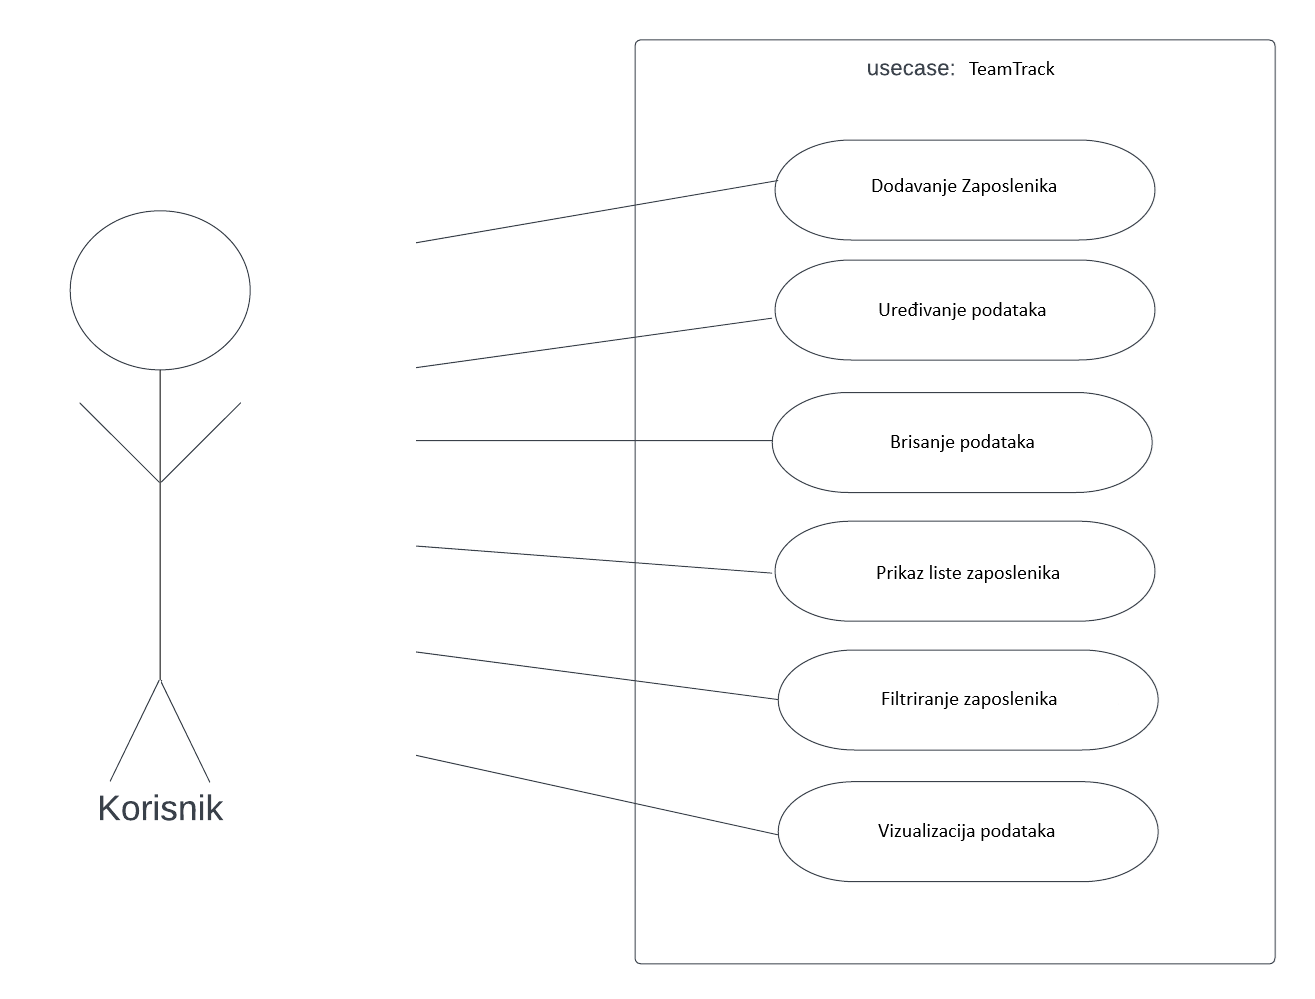 usecase: TeamTrack
Dodavanje Zaposlenika
Uređivanje podataka
Brisanje podataka
Prikaz liste zaposlenika
Filtriranje zaposlenika
Vizualizacija podataka
Korisnik